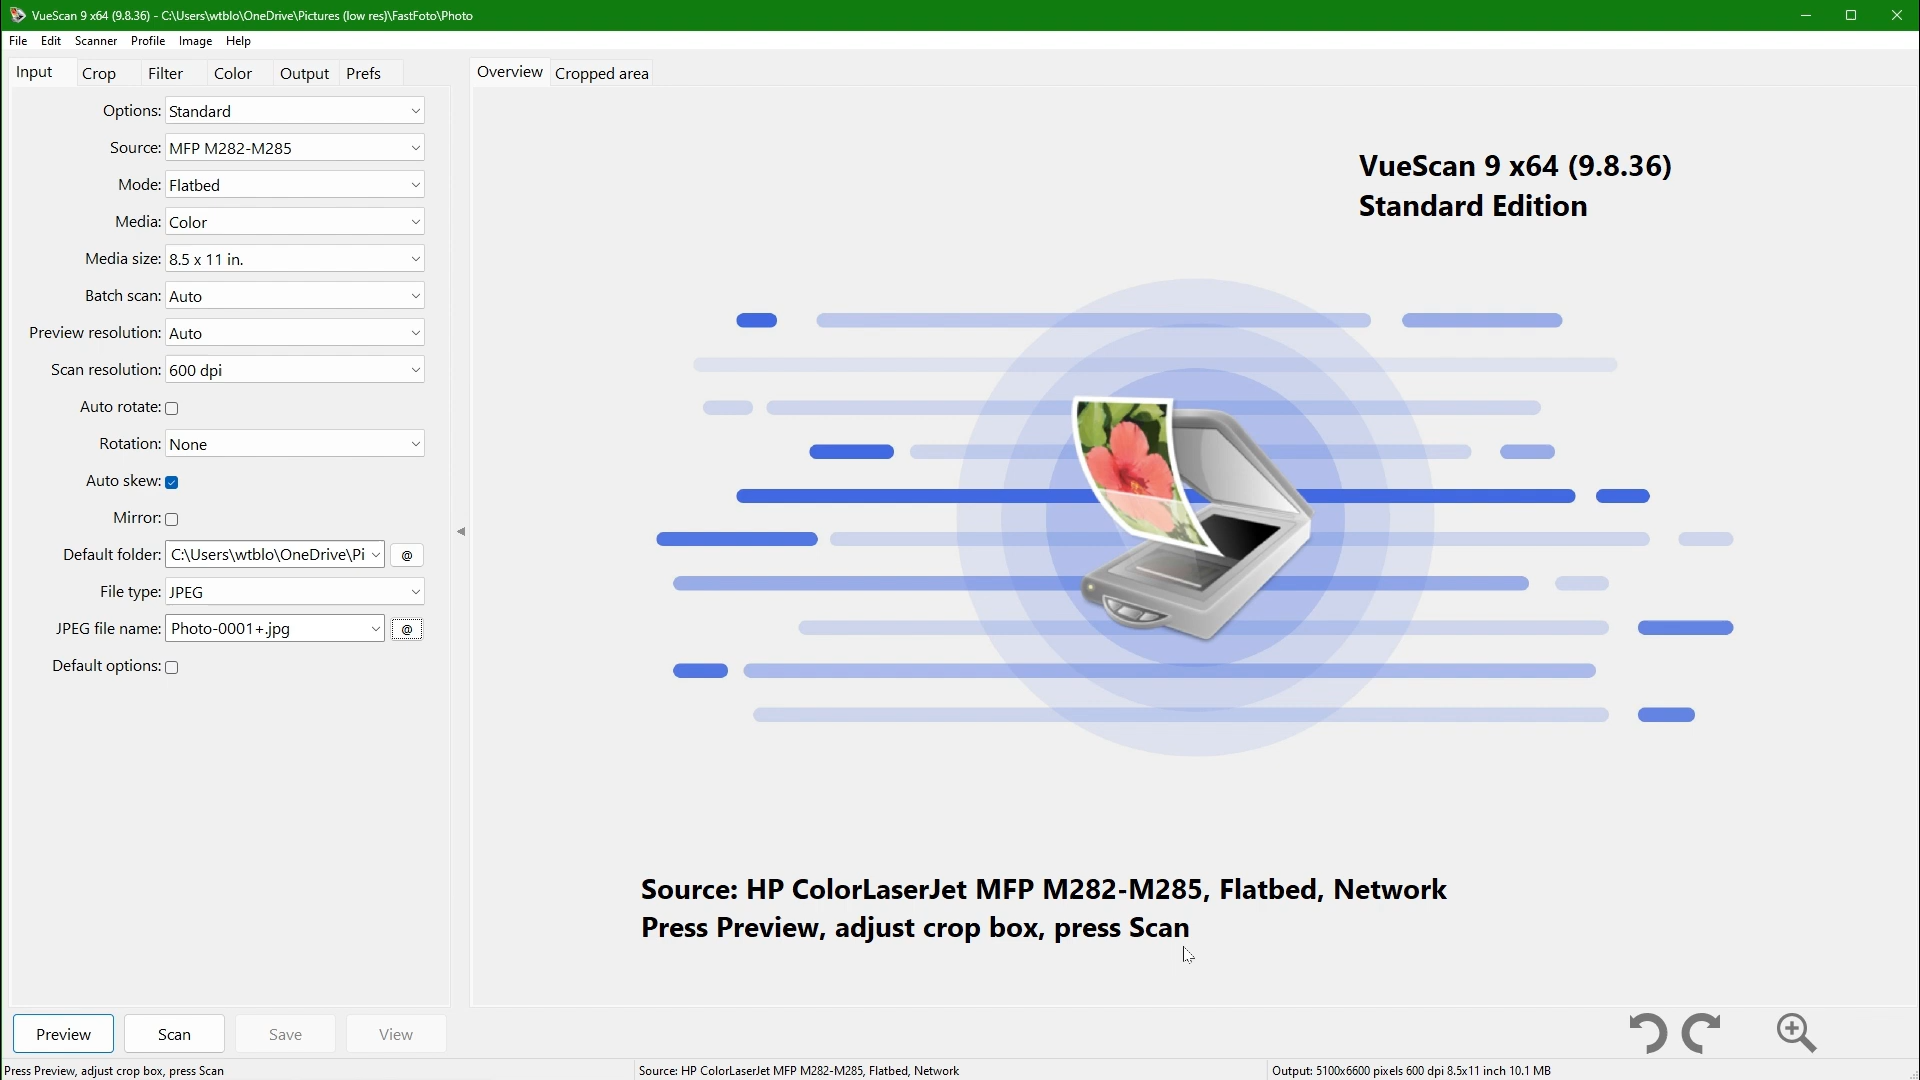 VueScan 9 x64 (9.8.36) - C:\Users\wtblo\OneDrive\Pictures (low res)\FastFoto\Photo
File Edit Scanner Profile Image Help
Input Crop Filter Color Output Prefs
Overview Cropped area
Options: Standard
Source: MFP M282-M285
Mode: Flatbed
Media: Color
Media size: 8.5 x 11 in.
Batch scan: Auto
Preview resolution: Auto
Scan resolution: 600 dpi
Auto rotate:
Rotation: None
Auto skew:
Mirror:
Default folder: C:\Users\wtblo\OneDrive\Pi @
File type: JPEG
JPEG file name: Photo-0001+.jpg @
Default options:
VueScan 9 x64 (9.8.36)
Standard Edition
Source: HP ColorLaserJet MFP M282-M285, Flatbed, Network
Press Preview, adjust crop box, press Scan
Preview Scan Save View
Press Preview, adjust crop box, press Scan
Source: HP ColorLaserJet MFP M282-M285, Flatbed, Network
Output: 5100x6600 pixels 600 dpi 8.5x11 inch 10.1 MB